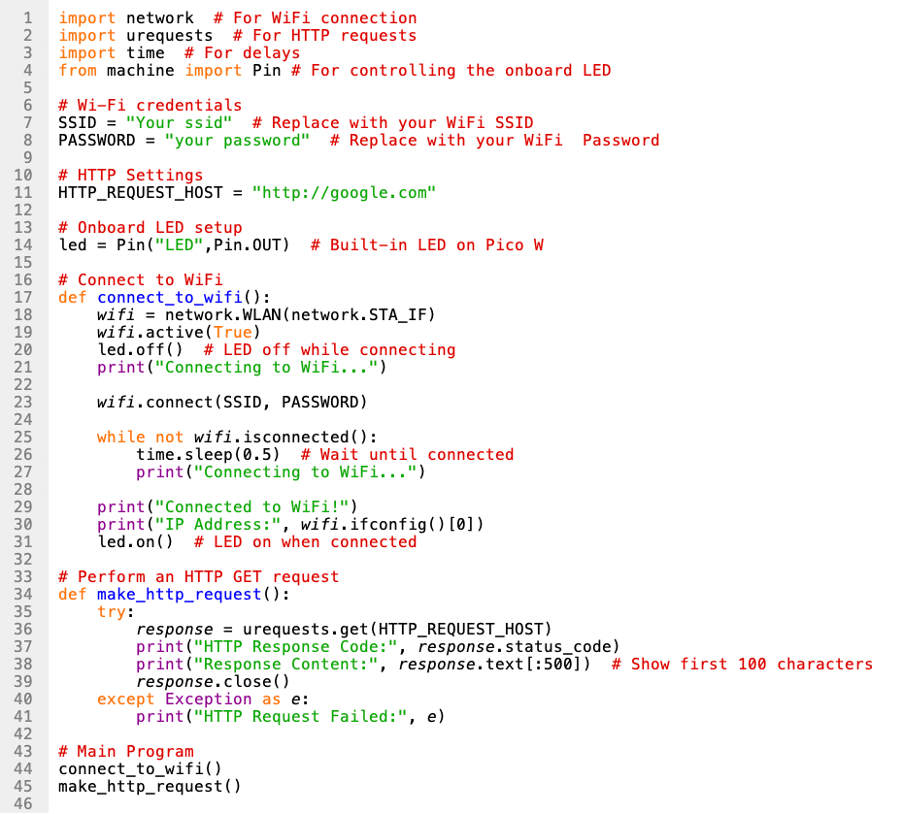 1 import network  # For WiFi connection
2 import urequests  # For HTTP requests
3 import time  # For delays
4 from machine import Pin # For controlling the onboard LED
5
6 # Wi-Fi credentials
7 SSID = "Your ssid"  # Replace with your WiFi SSID
8 PASSWORD = "your password"  # Replace with your WiFi  Password
9
10 # HTTP Settings
11 HTTP_REQUEST_HOST = "http://google.com"
12
13 # Onboard LED setup
14 led = Pin("LED",Pin.OUT)  # Built-in LED on Pico W
15
16 # Connect to WiFi
17 def connect_to_wifi():
18     wifi = network.WLAN(network.STA_IF)
19     wifi.active(True)
20     led.off()  # LED off while connecting
21     print("Connecting to WiFi...")
22
23     wifi.connect(SSID, PASSWORD)
24
25     while not wifi.isconnected():
26         time.sleep(0.5)  # Wait until connected
27         print("Connecting to WiFi...")
28
29     print("Connected to WiFi!")
30     print("IP Address:", wifi.ifconfig()[0])
31     led.on()  # LED on when connected
32
33 # Perform an HTTP GET request
34 def make_http_request():
35     try:
36         response = urequests.get(HTTP_REQUEST_HOST)
37         print("HTTP Response Code:", response.status_code)
38         print("Response Content:", response.text[:500])  # Show first 100 characters
39         response.close()
40     except Exception as e:
41         print("HTTP Request Failed:", e)
42
43 # Main Program
44 connect_to_wifi()
45 make_http_request()
46